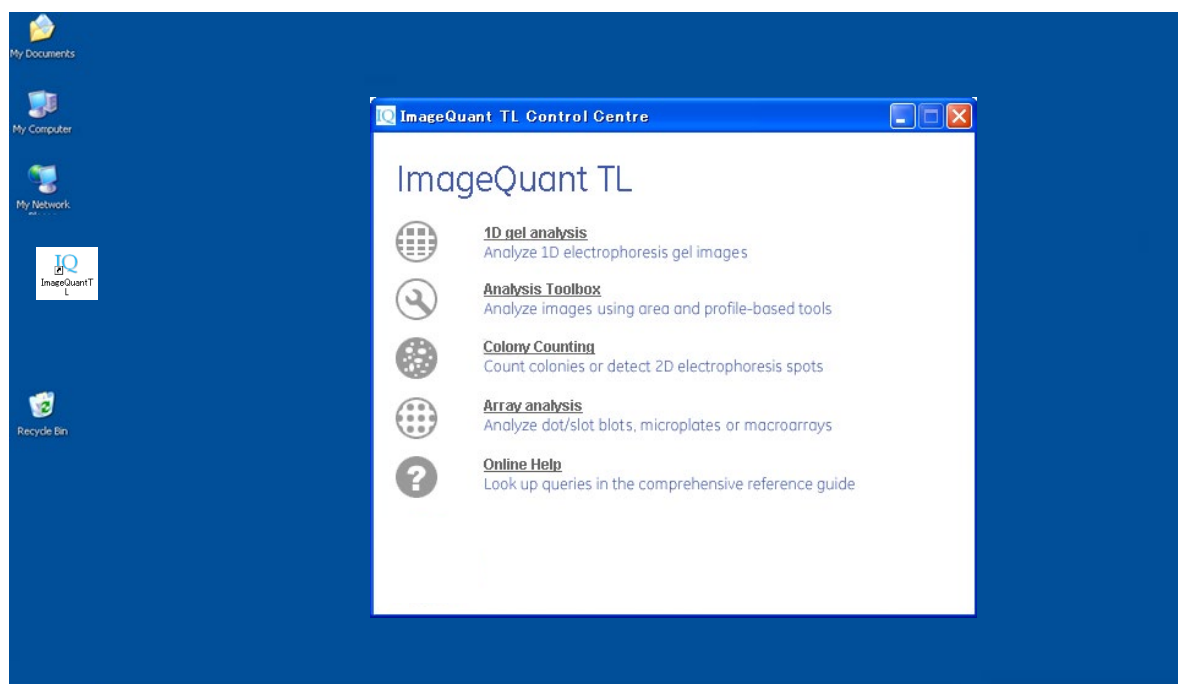 My Documents
My Computer
My Network
IQ
ImageQuantT
L
Recycle Bin
IQ ImageQuant TL Control Centre
ImageQuant TL
1D gel analysis
Analyze 1D electrophoresis gel images
Analysis Toolbox
Analyze images using area and profile-based tools
Colony Counting
Count colonies or detect 2D electrophoresis spots
Array analysis
Analyze dot/slot blots, microplates or macroarrays
Online Help
Look up queries in the comprehensive reference guide